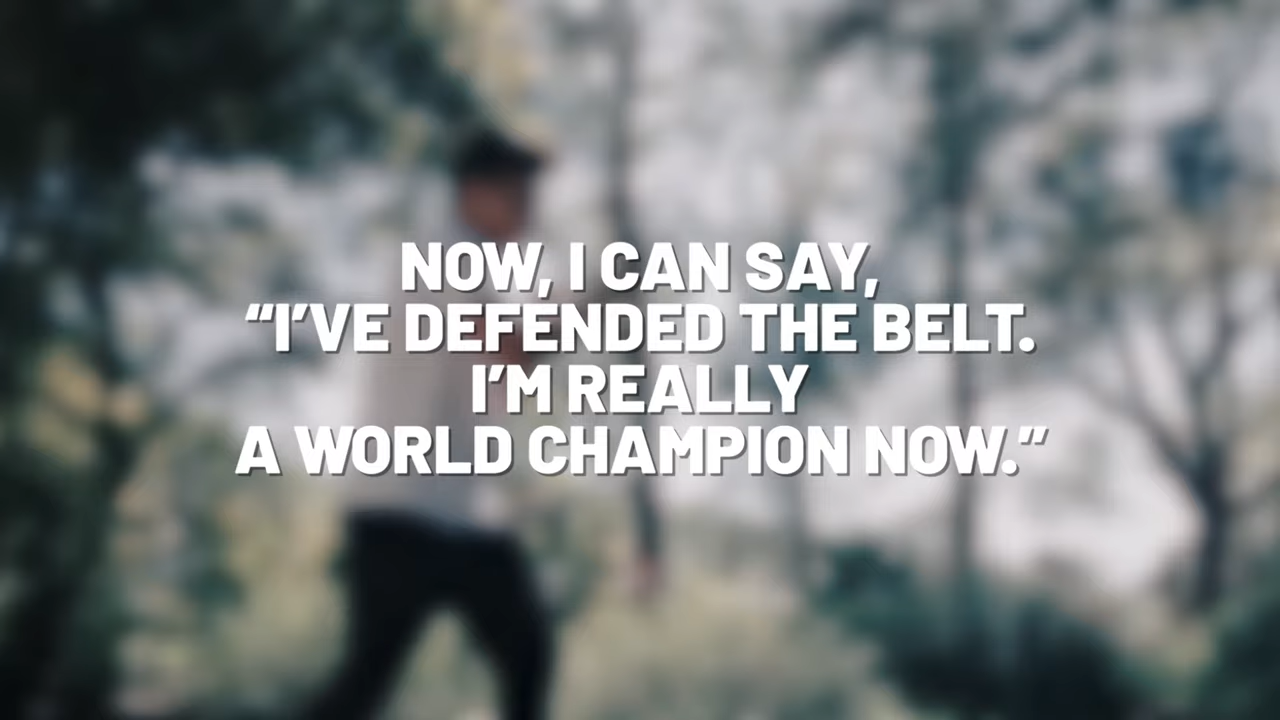 NOW, I CAN SAY,
“I’VE DEFENDED THE BELT.
I’M REALLY
A WORLD CHAMPION NOW.”